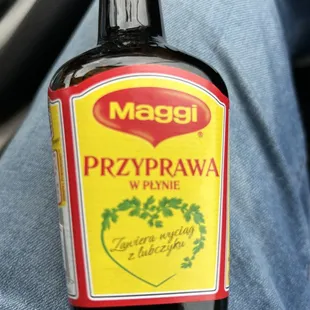 Maggi
®
PRZYPRAWA
W PŁYNIE
Zawiera wyciąg
z lubczyku